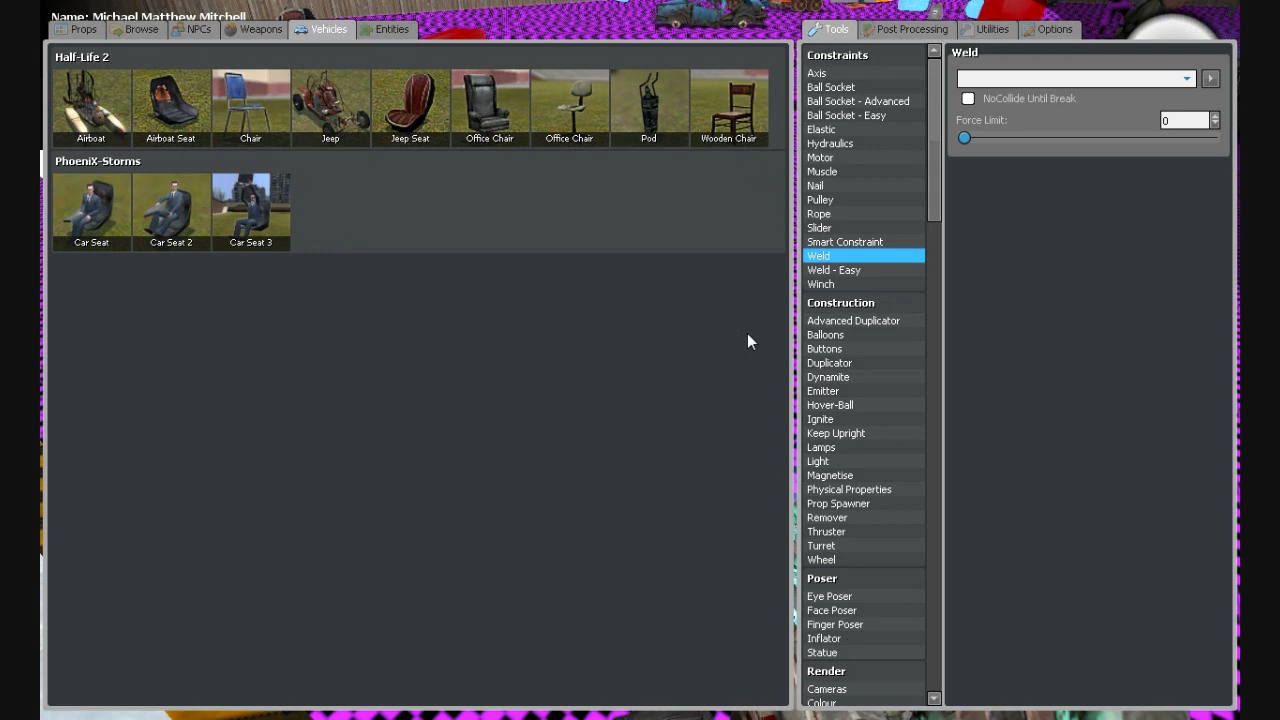 Name: Michael Matthew Mitchell
Props Browse NPCs Weapons Vehicles Entities
Half-Life 2
Airboat Airboat Seat Chair Jeep Jeep Seat Office Chair Office Chair Pod Wooden Chair
PhoeniX-Storms
Car Seat Car Seat 2 Car Seat 3
Tools Post Processing Utilities Options
Constraints
Axis
Ball Socket
Ball Socket - Advanced
Ball Socket - Easy
Elastic
Hydraulics
Motor
Muscle
Nail
Pulley
Rope
Slider
Smart Constraint
Weld
Weld - Easy
Winch
Construction
Advanced Duplicator
Balloons
Buttons
Duplicator
Dynamite
Emitter
Hover-Ball
Ignite
Keep Upright
Lamps
Light
Magnetise
Physical Properties
Prop Spawner
Remover
Thruster
Turret
Wheel
Poser
Eye Poser
Face Poser
Finger Poser
Inflator
Statue
Render
Cameras
Colour
Weld
NoCollide Until Break
Force Limit: 0